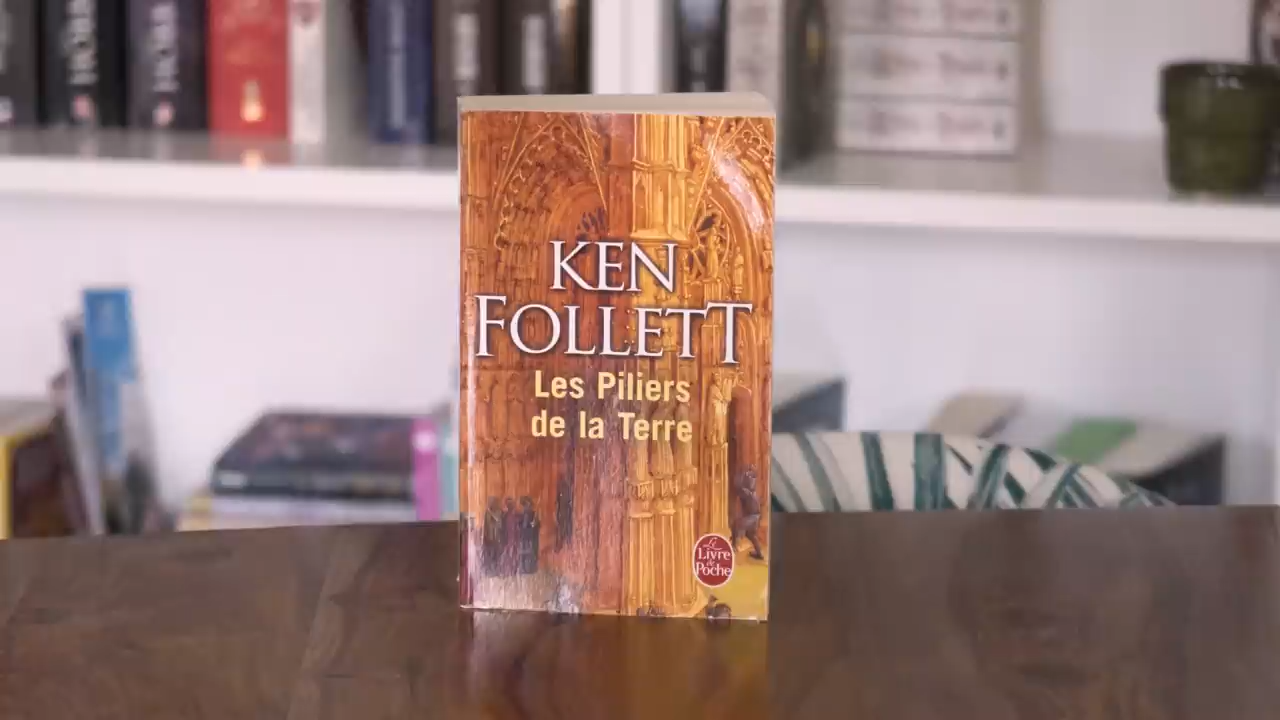 KEN
FOLLETT
Les Piliers
de la Terre
Le
Livre
de
Poche